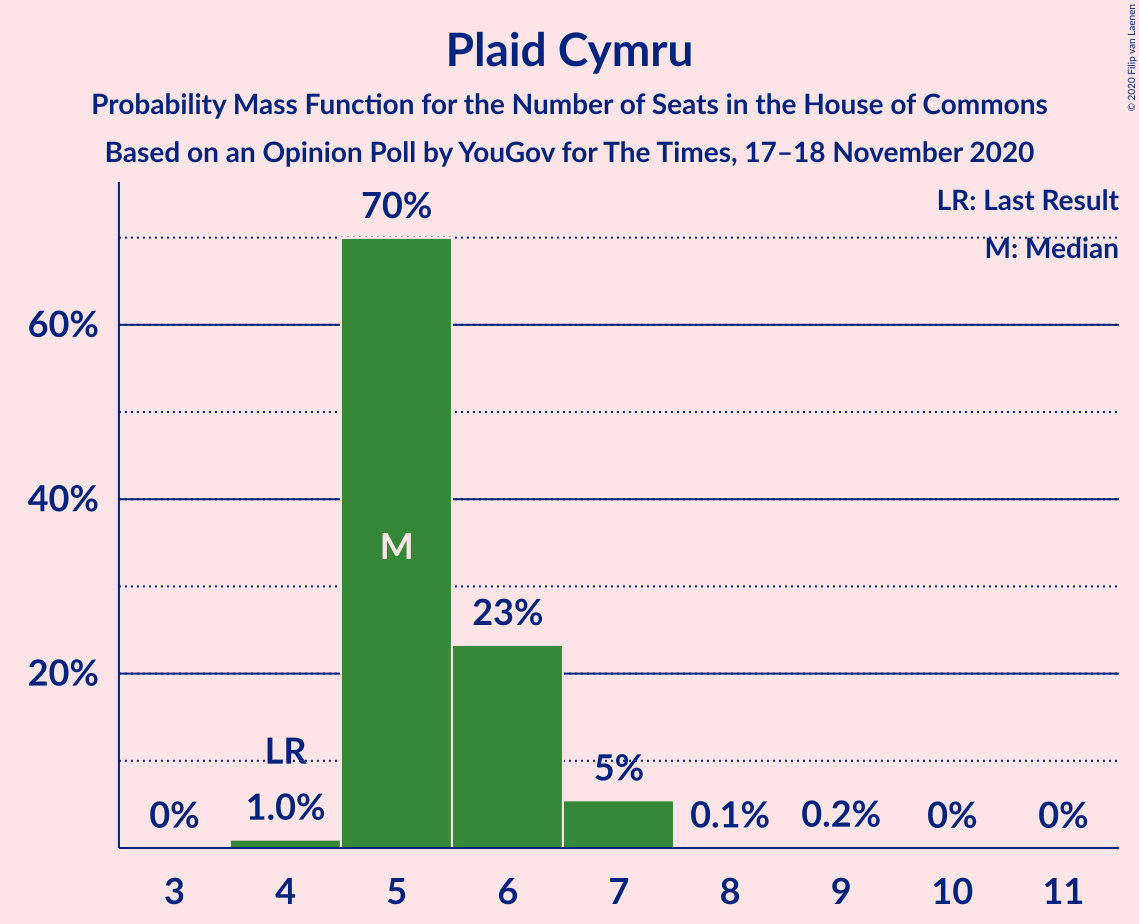 Plaid Cymru
Probability Mass Function for the Number of Seats in the House of Commons
Based on an Opinion Poll by YouGov for The Times, 17–18 November 2020
© 2020 Filip van Laenen
LR: Last Result
M: Median
70%
60%
40%
M
23%
20%
LR
5%
0%
1.0%
0.1%
0.2%
0%
0%
3 4 5 6 7 8 9 10 11